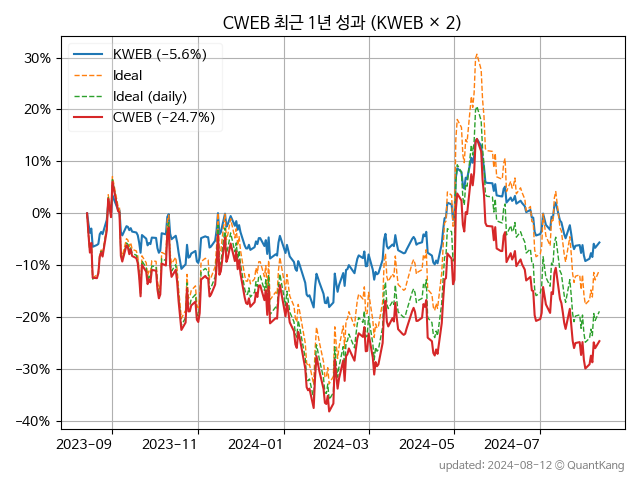 CWEB 최근 1년 성과 (KWEB × 2)
KWEB (−5.6%)
Ideal
Ideal (daily)
CWEB (−24.7%)
30%
20%
10%
0%
−10%
−20%
−30%
−40%
2023-09
2023-11
2024-01
2024-03
2024-05
2024-07
updated: 2024-08-12 © QuantKang